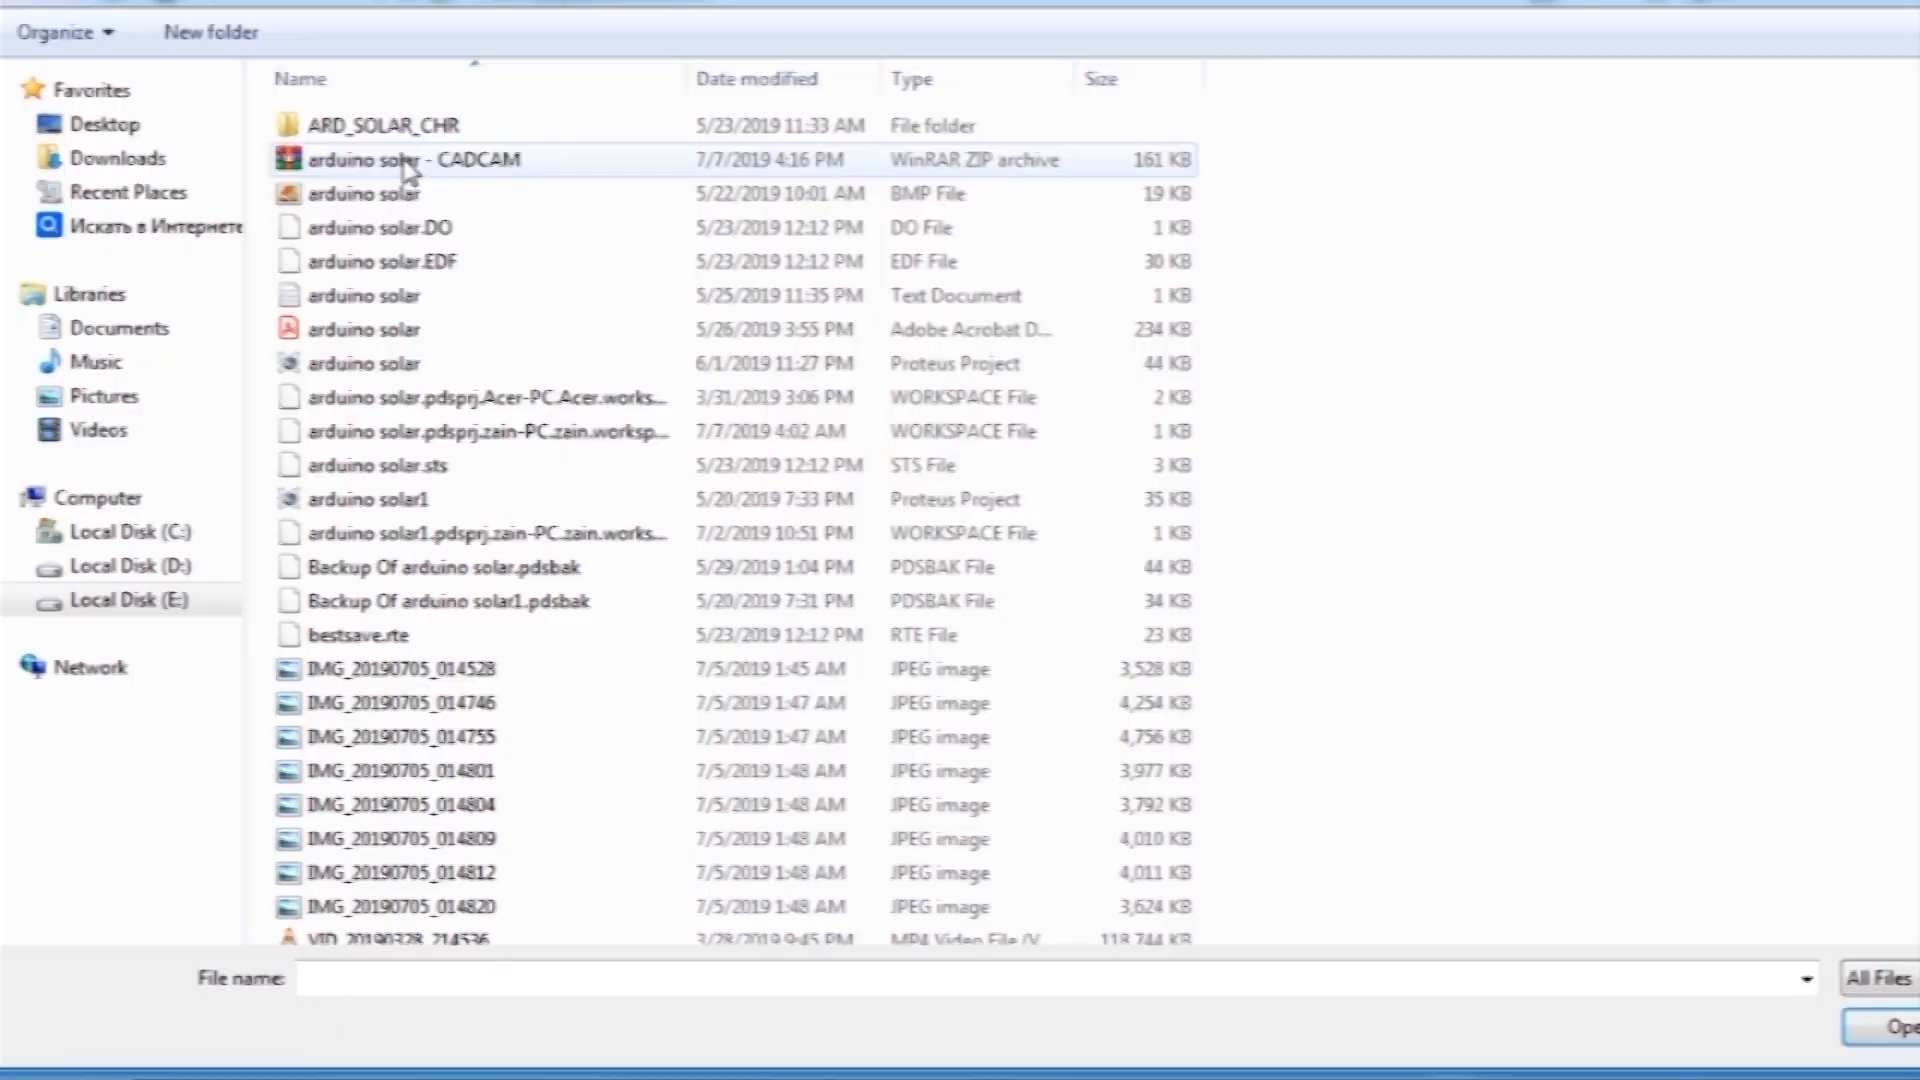 Organize New folder
Name Date modified Type Size
Favorites
Desktop
Downloads
Recent Places
Искать в Интернете
Libraries
Documents
Music
Pictures
Videos
Computer
Local Disk (C:)
Local Disk (D:)
Local Disk (E:)
Network
ARD_SOLAR_CHR 5/23/2019 11:33 AM File folder
arduino solar - CADCAM 7/7/2019 4:16 PM WinRAR ZIP archive 161 KB
arduino solar 5/22/2019 10:01 AM BMP File 19 KB
arduino solar.DO 5/23/2019 12:12 PM DO File 1 KB
arduino solar.EDF 5/23/2019 12:12 PM EDF File 30 KB
arduino solar 5/25/2019 11:35 PM Text Document 1 KB
arduino solar 5/26/2019 3:55 PM Adobe Acrobat D... 234 KB
arduino solar 6/1/2019 11:27 PM Proteus Project 44 KB
arduino solar.pdsprj.Acer-PC.Acer.works... 3/31/2019 3:06 PM WORKSPACE File 2 KB
arduino solar.pdsprj.zain-PC.zain.worksp... 7/7/2019 4:02 AM WORKSPACE File 1 KB
arduino solar.sts 5/23/2019 12:12 PM STS File 3 KB
arduino solar1 5/20/2019 7:33 PM Proteus Project 35 KB
arduino solar1.pdsprj.zain-PC.zain.works... 7/2/2019 10:51 PM WORKSPACE File 1 KB
Backup Of arduino solar.pdsbak 5/29/2019 1:04 PM PDSBAK File 44 KB
Backup Of arduino solar1.pdsbak 5/20/2019 7:31 PM PDSBAK File 34 KB
bestsave.rte 5/23/2019 12:12 PM RTE File 23 KB
IMG_20190705_014528 7/5/2019 1:45 AM JPEG image 3,528 KB
IMG_20190705_014746 7/5/2019 1:47 AM JPEG image 4,254 KB
IMG_20190705_014755 7/5/2019 1:47 AM JPEG image 4,756 KB
IMG_20190705_014801 7/5/2019 1:48 AM JPEG image 3,977 KB
IMG_20190705_014804 7/5/2019 1:48 AM JPEG image 3,792 KB
IMG_20190705_014809 7/5/2019 1:48 AM JPEG image 4,010 KB
IMG_20190705_014812 7/5/2019 1:48 AM JPEG image 4,011 KB
IMG_20190705_014820 7/5/2019 1:48 AM JPEG image 3,624 KB
VID_20190328_214536 3/28/2019 9:45 PM MP4 Video File (V 118,744 KB
File name: All Files
Ope